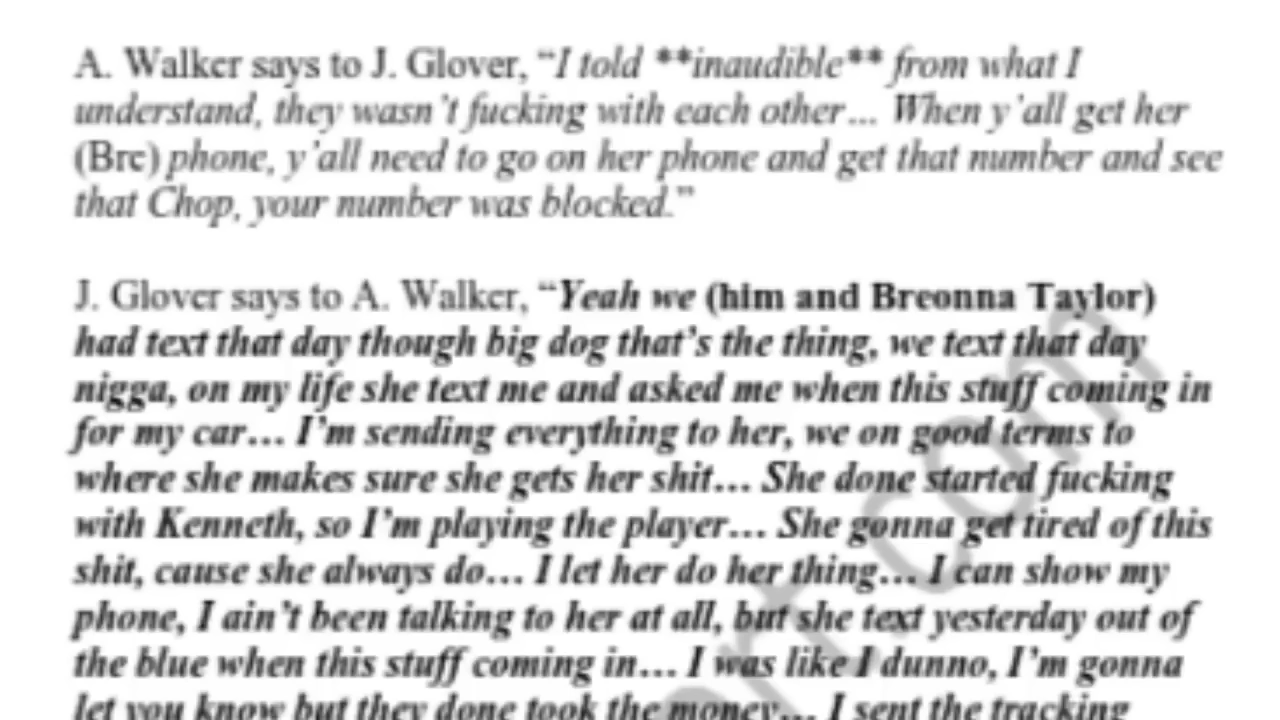 A. Walker says to J. Glover, “I told **inaudible** from what I
understand, they wasn’t fucking with each other… When y’all get her
(Bre) phone, y’all need to go on her phone and get that number and see
that Chop, your number was blocked.”
J. Glover says to A. Walker, “Yeah we (him and Breonna Taylor)
had text that day though big dog that’s the thing, we text that day
nigga, on my life she text me and asked me when this stuff coming in
for my car… I’m sending everything to her, we on good terms to
where she makes sure she gets her shit… She done started fucking
with Kenneth, so I’m playing the player… She gonna get tired of this
shit, cause she always do… I let her do her thing… I can show my
phone, I ain’t been talking to her at all, but she text yesterday out of
the blue when this stuff coming in… I was like I dunno, I’m gonna
let you know but they done took the money… I sent the tracking